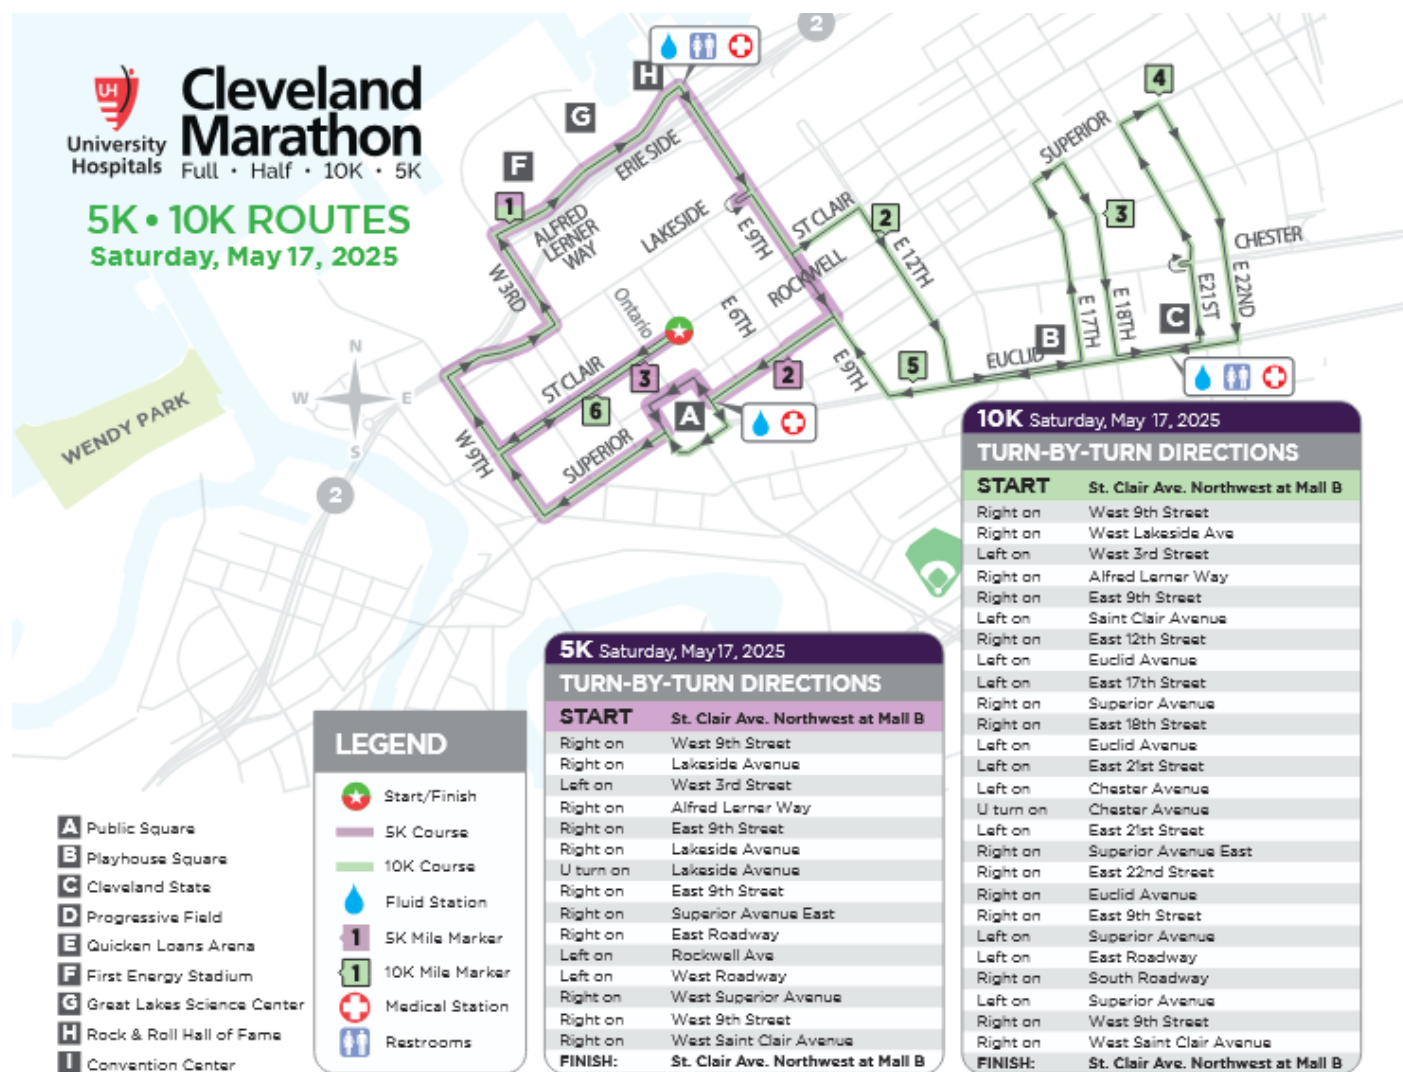 UH
University
Hospitals
Cleveland
Marathon
Full • Half • 10K • 5K
5K • 10K ROUTES
Saturday, May 17, 2025
2
H
G
F
1
ERIE SIDE
ALFRED
LERNER
WAY
LAKESIDE
E 9TH
W 3RD
ST CLAIR
2
E 12TH
ROCKWELL
Ontario
E 6TH
SUPERIOR
4
3
CHESTER
E 22ND
E21ST
C
E 18TH
E 17TH
B
EUCLID
5
E 9TH
2
3
ST CLAIR
6
A
SUPERIOR
W 9TH
N
W
E
S
2
WENDY PARK
10K Saturday, May 17, 2025
TURN-BY-TURN DIRECTIONS
START St. Clair Ave. Northwest at Mall B
Right on West 9th Street
Right on West Lakeside Ave
Left on West 3rd Street
Right on Alfred Lerner Way
Right on East 9th Street
Left on Saint Clair Avenue
Right on East 12th Street
Left on Euclid Avenue
Left on East 17th Street
Right on Superior Avenue
Right on East 18th Street
Left on Euclid Avenue
Left on East 21st Street
Left on Chester Avenue
U turn on Chester Avenue
Left on East 21st Street
Right on Superior Avenue East
Right on East 22nd Street
Right on Euclid Avenue
Right on East 9th Street
Left on Superior Avenue
Left on East Roadway
Right on South Roadway
Left on Superior Avenue
Right on West 9th Street
Right on West Saint Clair Avenue
FINISH: St. Clair Ave. Northwest at Mall B
5K Saturday, May 17, 2025
TURN-BY-TURN DIRECTIONS
START St. Clair Ave. Northwest at Mall B
Right on West 9th Street
Right on Lakeside Avenue
Left on West 3rd Street
Right on Alfred Lerner Way
Right on East 9th Street
Right on Lakeside Avenue
U turn on Lakeside Avenue
Right on East 9th Street
Right on Superior Avenue East
Right on East Roadway
Left on Rockwell Ave
Left on West Roadway
Right on West Superior Avenue
Right on West 9th Street
Right on West Saint Clair Avenue
FINISH: St. Clair Ave. Northwest at Mall B
LEGEND
Start/Finish
5K Course
10K Course
Fluid Station
1 5K Mile Marker
1 10K Mile Marker
Medical Station
Restrooms
A Public Square
B Playhouse Square
C Cleveland State
D Progressive Field
E Quicken Loans Arena
F First Energy Stadium
G Great Lakes Science Center
H Rock & Roll Hall of Fame
I Convention Center